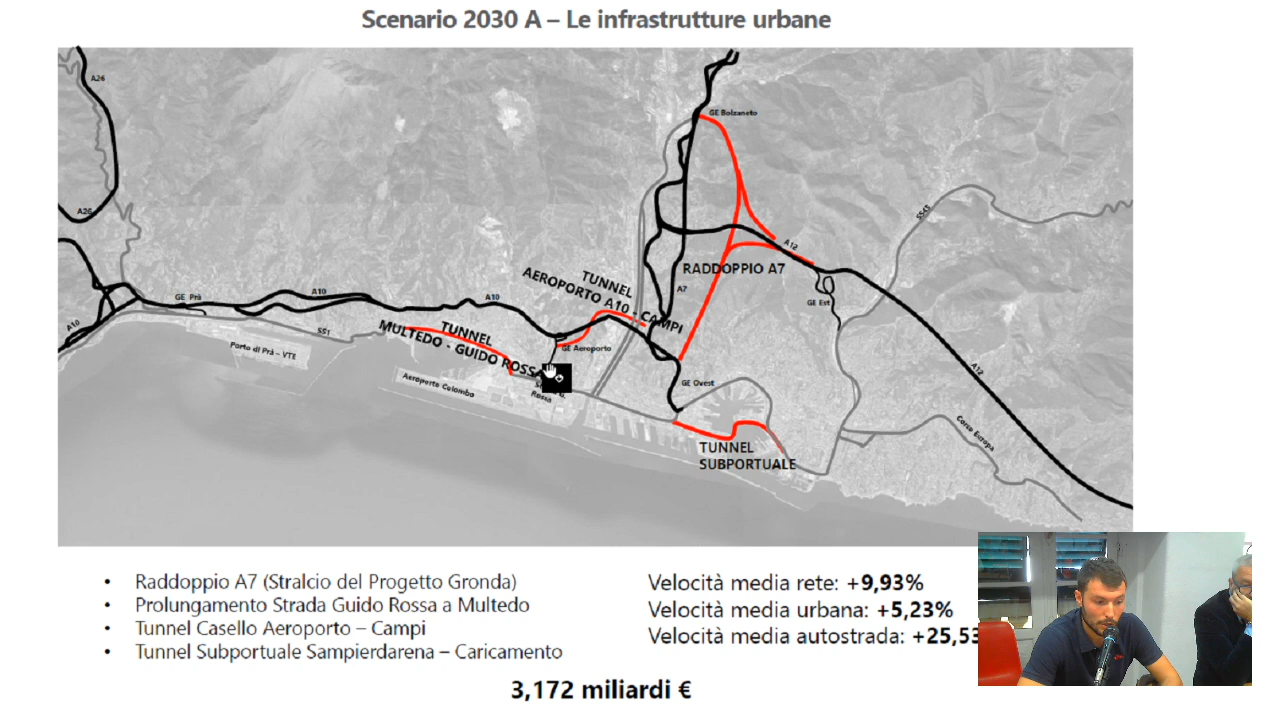 Scenario 2030 A – Le infrastrutture urbane
A26
GE Bolzaneto
A26
SS45
A12
TUNNEL
AEROPORTO A10 - CAMPI
RADDOPPIO A7
A7
GE Prà
A10
A10
GE Est
A10
SS1
TUNNEL
MULTEDO - GUIDO ROSSA
GE Aeroporto
Porto di Prà – VTE
Aeroporto Colombo
Rossa
GE Ovest
A12
Corso Europa
TUNNEL
SUBPORTUALE
• Raddoppio A7 (Stralcio del Progetto Gronda)
• Prolungamento Strada Guido Rossa a Multedo
• Tunnel Casello Aeroporto – Campi
• Tunnel Subportuale Sampierdarena – Caricamento
Velocità media rete: +9,93%
Velocità media urbana: +5,23%
Velocità media autostrada: +25,53
3,172 miliardi €